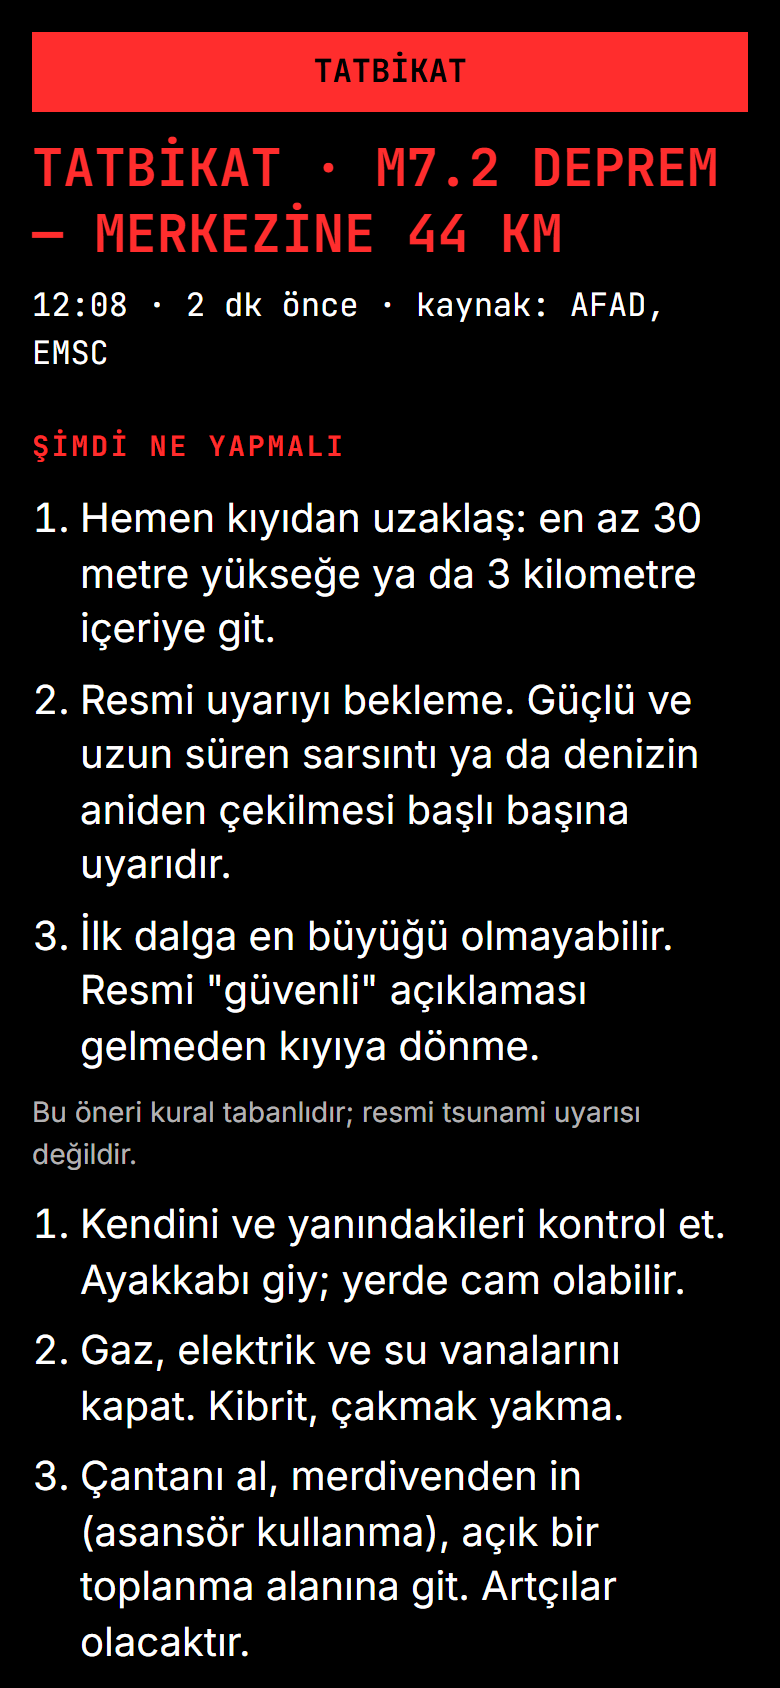 TATBİKAT
TATBİKAT · M7.2 DEPREM
— MERKEZİNE 44 KM
12:08 · 2 dk önce · kaynak: AFAD,
EMSC
ŞİMDİ NE YAPMALI
1. Hemen kıyıdan uzaklaş: en az 30
metre yükseğe ya da 3 kilometre
içeriye git.
2. Resmi uyarıyı bekleme. Güçlü ve
uzun süren sarsıntı ya da denizin
aniden çekilmesi başlı başına
uyarıdır.
3. İlk dalga en büyüğü olmayabilir.
Resmi "güvenli" açıklaması
gelmeden kıyıya dönme.
Bu öneri kural tabanlıdır; resmi tsunami uyarısı
değildir.
1. Kendini ve yanındakileri kontrol et.
Ayakkabı giy; yerde cam olabilir.
2. Gaz, elektrik ve su vanalarını
kapat. Kibrit, çakmak yakma.
3. Çantanı al, merdivenden in
(asansör kullanma), açık bir
toplanma alanına git. Artçılar
olacaktır.